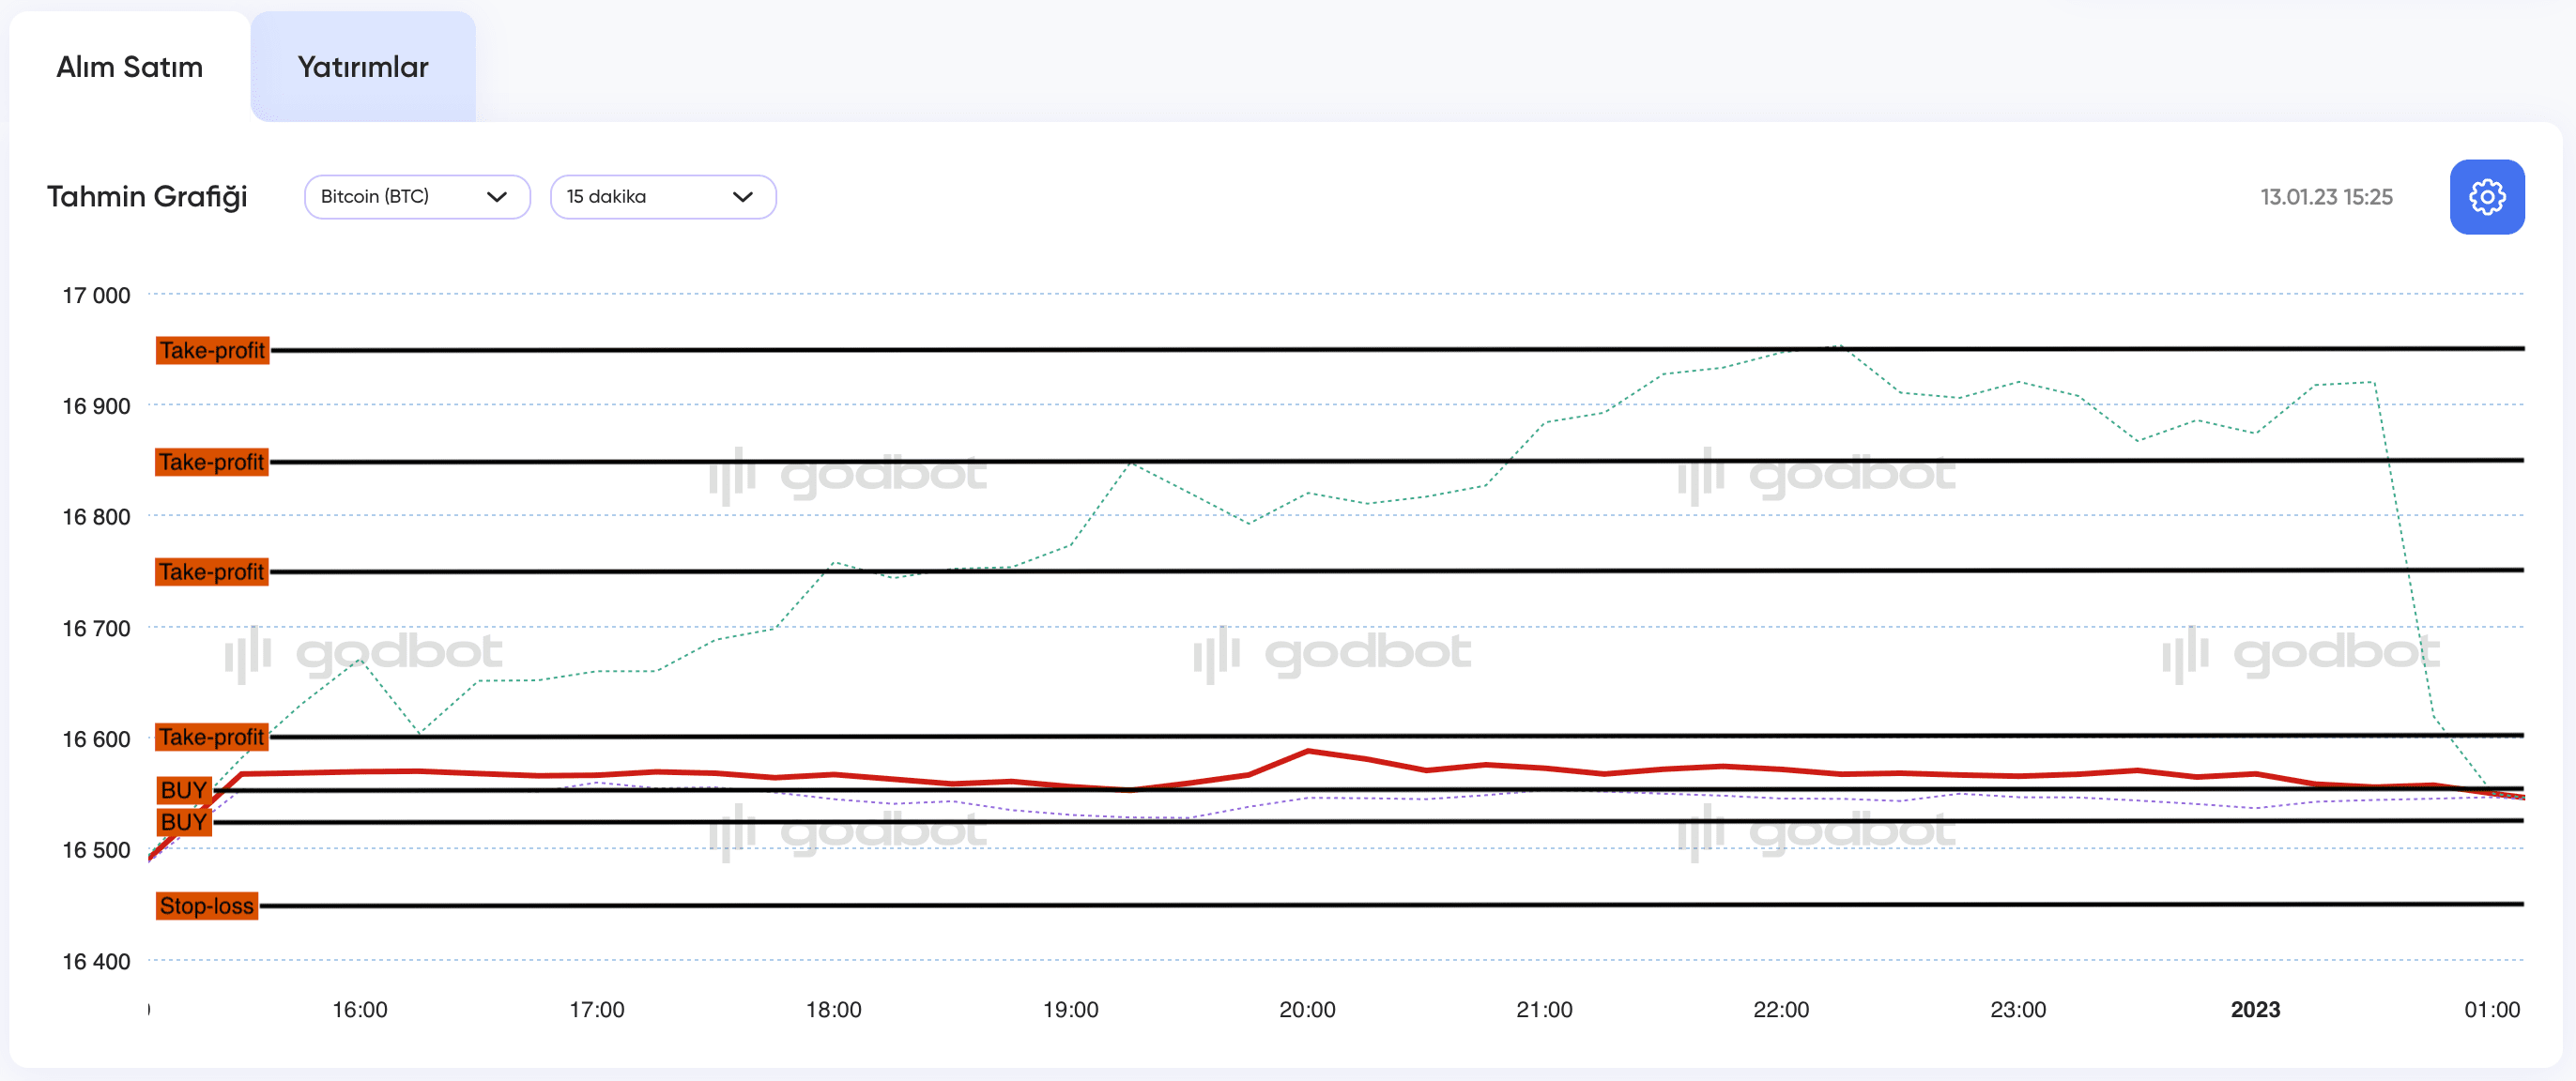 Alım Satım
Yatırımlar
Tahmin Grafiği
Bitcoin (BTC)
15 dakika
13.01.23 15:25
17 000
Take-profit
16 900
Take-profit
godbot
godbot
16 800
Take-profit
16 700
godbot
godbot
godbot
Take-profit
16 600
BUY
BUY
godbot
godbot
16 500
Stop-loss
16 400
16:00
17:00
18:00
19:00
20:00
21:00
22:00
23:00
2023
01:00